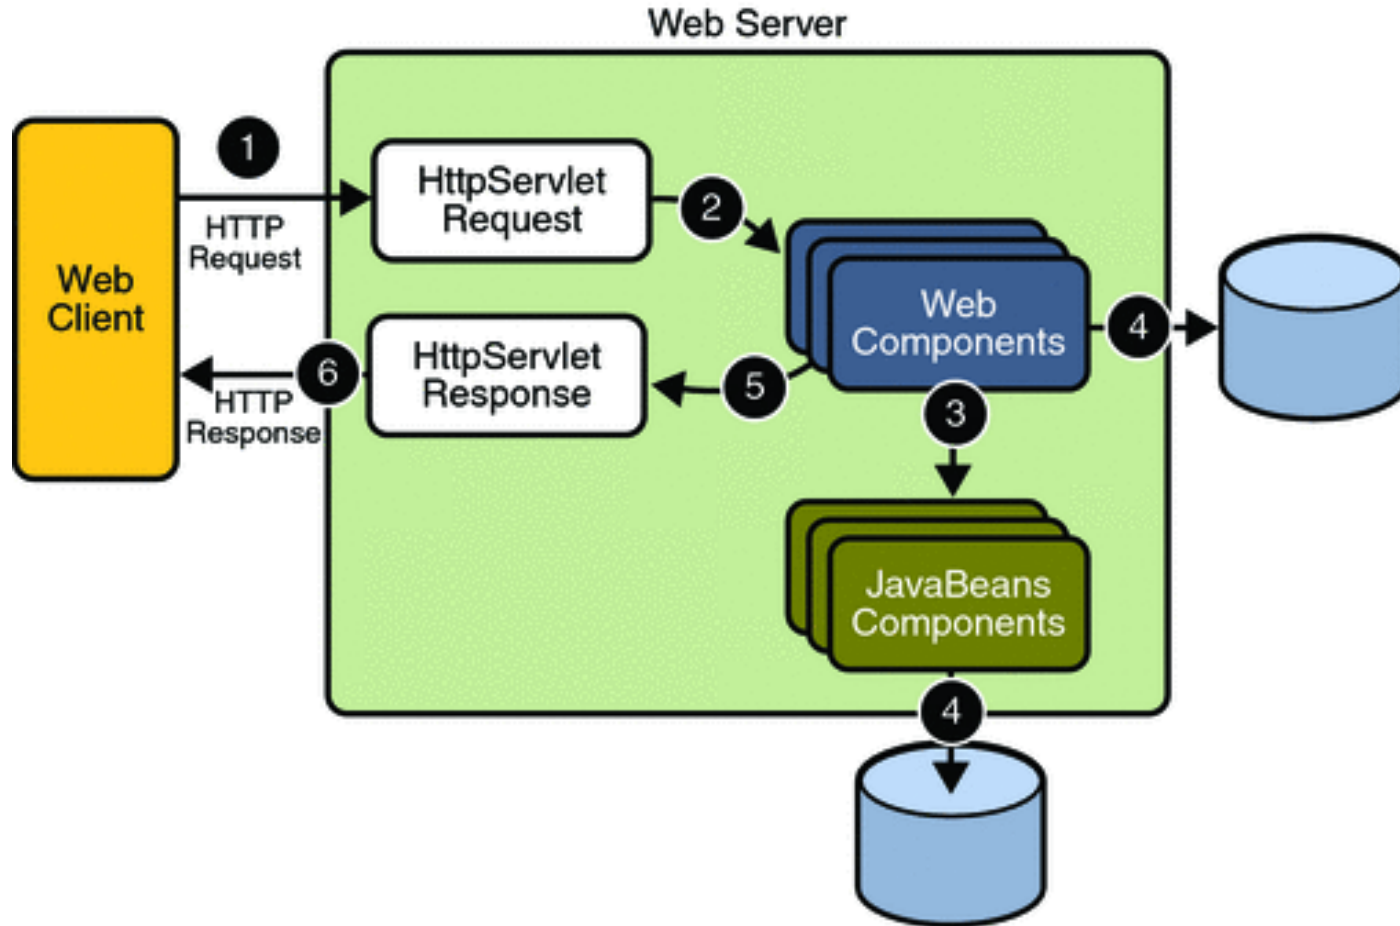 Web Server
1
HTTP
Request
HttpServlet
Request
2
Web
Client
Web
Components
4
HttpServlet
Response
5
6
HTTP
Response
3
JavaBeans
Components
4